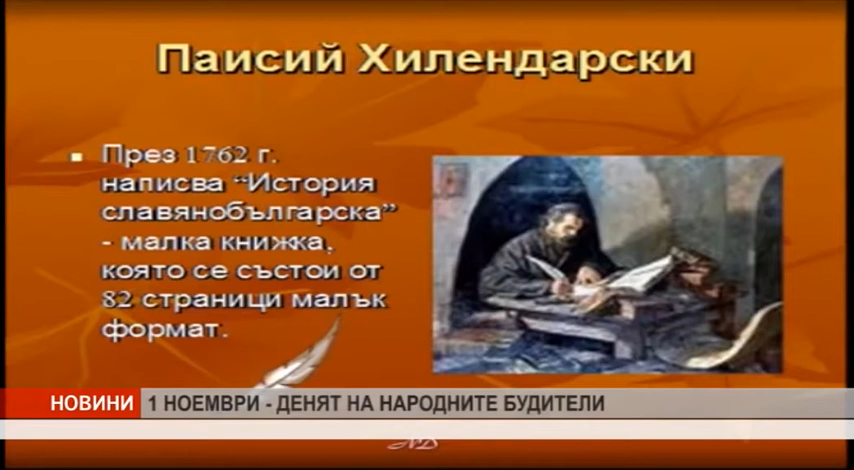 Паисий Хилендарски
През 1762 г.
написва “История
славянобългарска”
- малка книжка,
която се състои от
82 страници малък
формат.
НОВИНИ 1 НОЕМВРИ - ДЕНЯТ НА НАРОДНИТЕ БУДИТЕЛИ